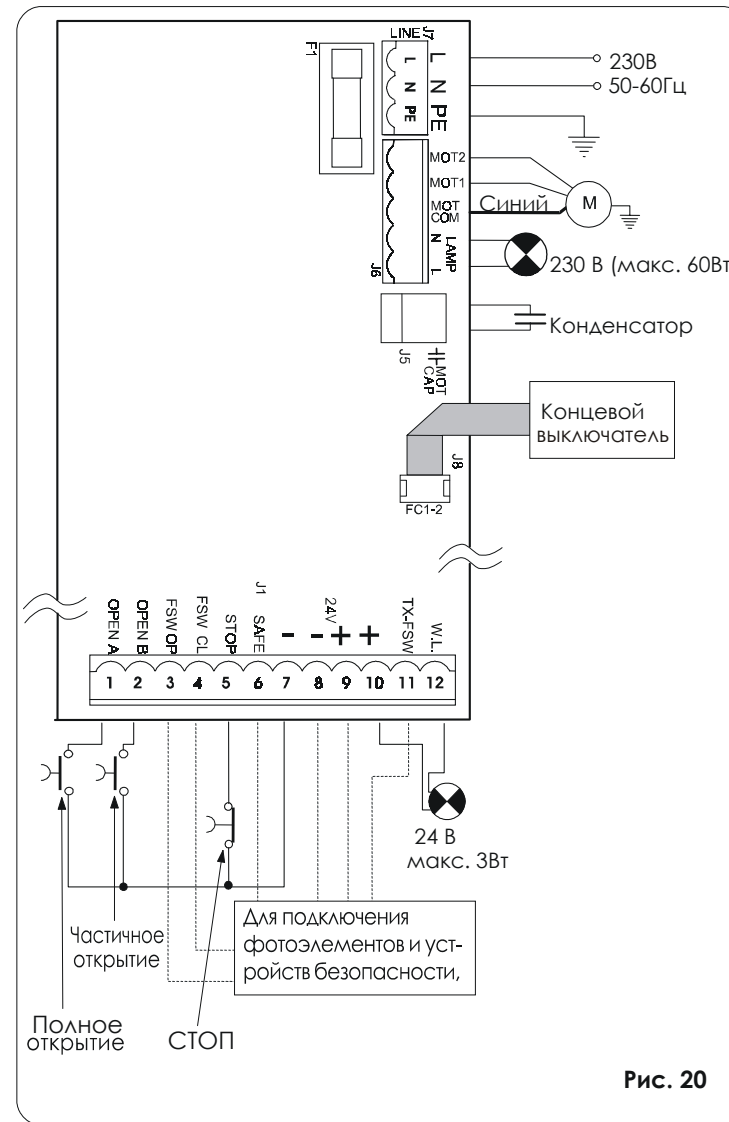 LINE
J7
F1
L L
N N
PE PE
230В
50-60Гц
MOT2
MOT1
MOT
COM
Синий
M
N
LAMP
L
J6
230 В (макс. 60Вт
J5
MOT
CAP
Конденсатор
Концевой
выключатель
J8
FC1-2
OPEN A
OPEN B
FSW OP
FSW CL
STOP
J1
SAFE
-
-
24V
+
+
TX-FSW
W.L.
1 2 3 4 5 6 7 8 9 10 11 12
24 В
макс. 3Вт
Частичное
открытие
Для подключения
фотоэлементов и уст-
ройств безопасности,
Полное
открытие
СТОП
Рис. 20